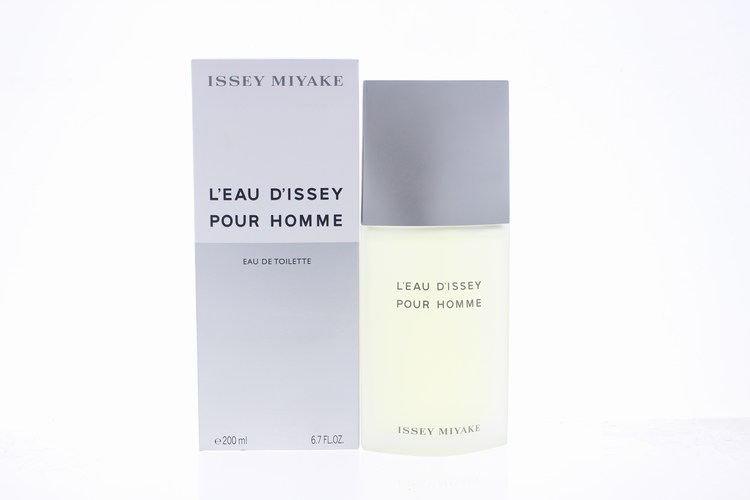 ISSEY MIYAKE
L'EAU D'ISSEY
POUR HOMME
EAU DE TOILETTE
℮200 ml 6.7 FL.OZ.
L'EAU D'ISSEY
POUR HOMME
ISSEY MIYAKE